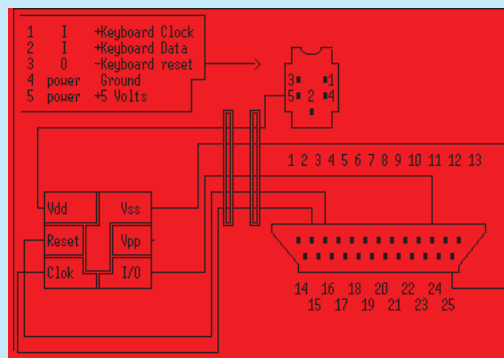 1 I +Keyboard Clock
2 I +Keyboard Data
3 O -Keyboard reset
4 power Ground
5 power +5 Volts
3 1
5 2 4
1 2 3 4 5 6 7 8 9 10 11 12 13
Vdd Vss
Reset Vpp
Clok I/O
14 16 18 20 22 24
15 17 19 21 23 25